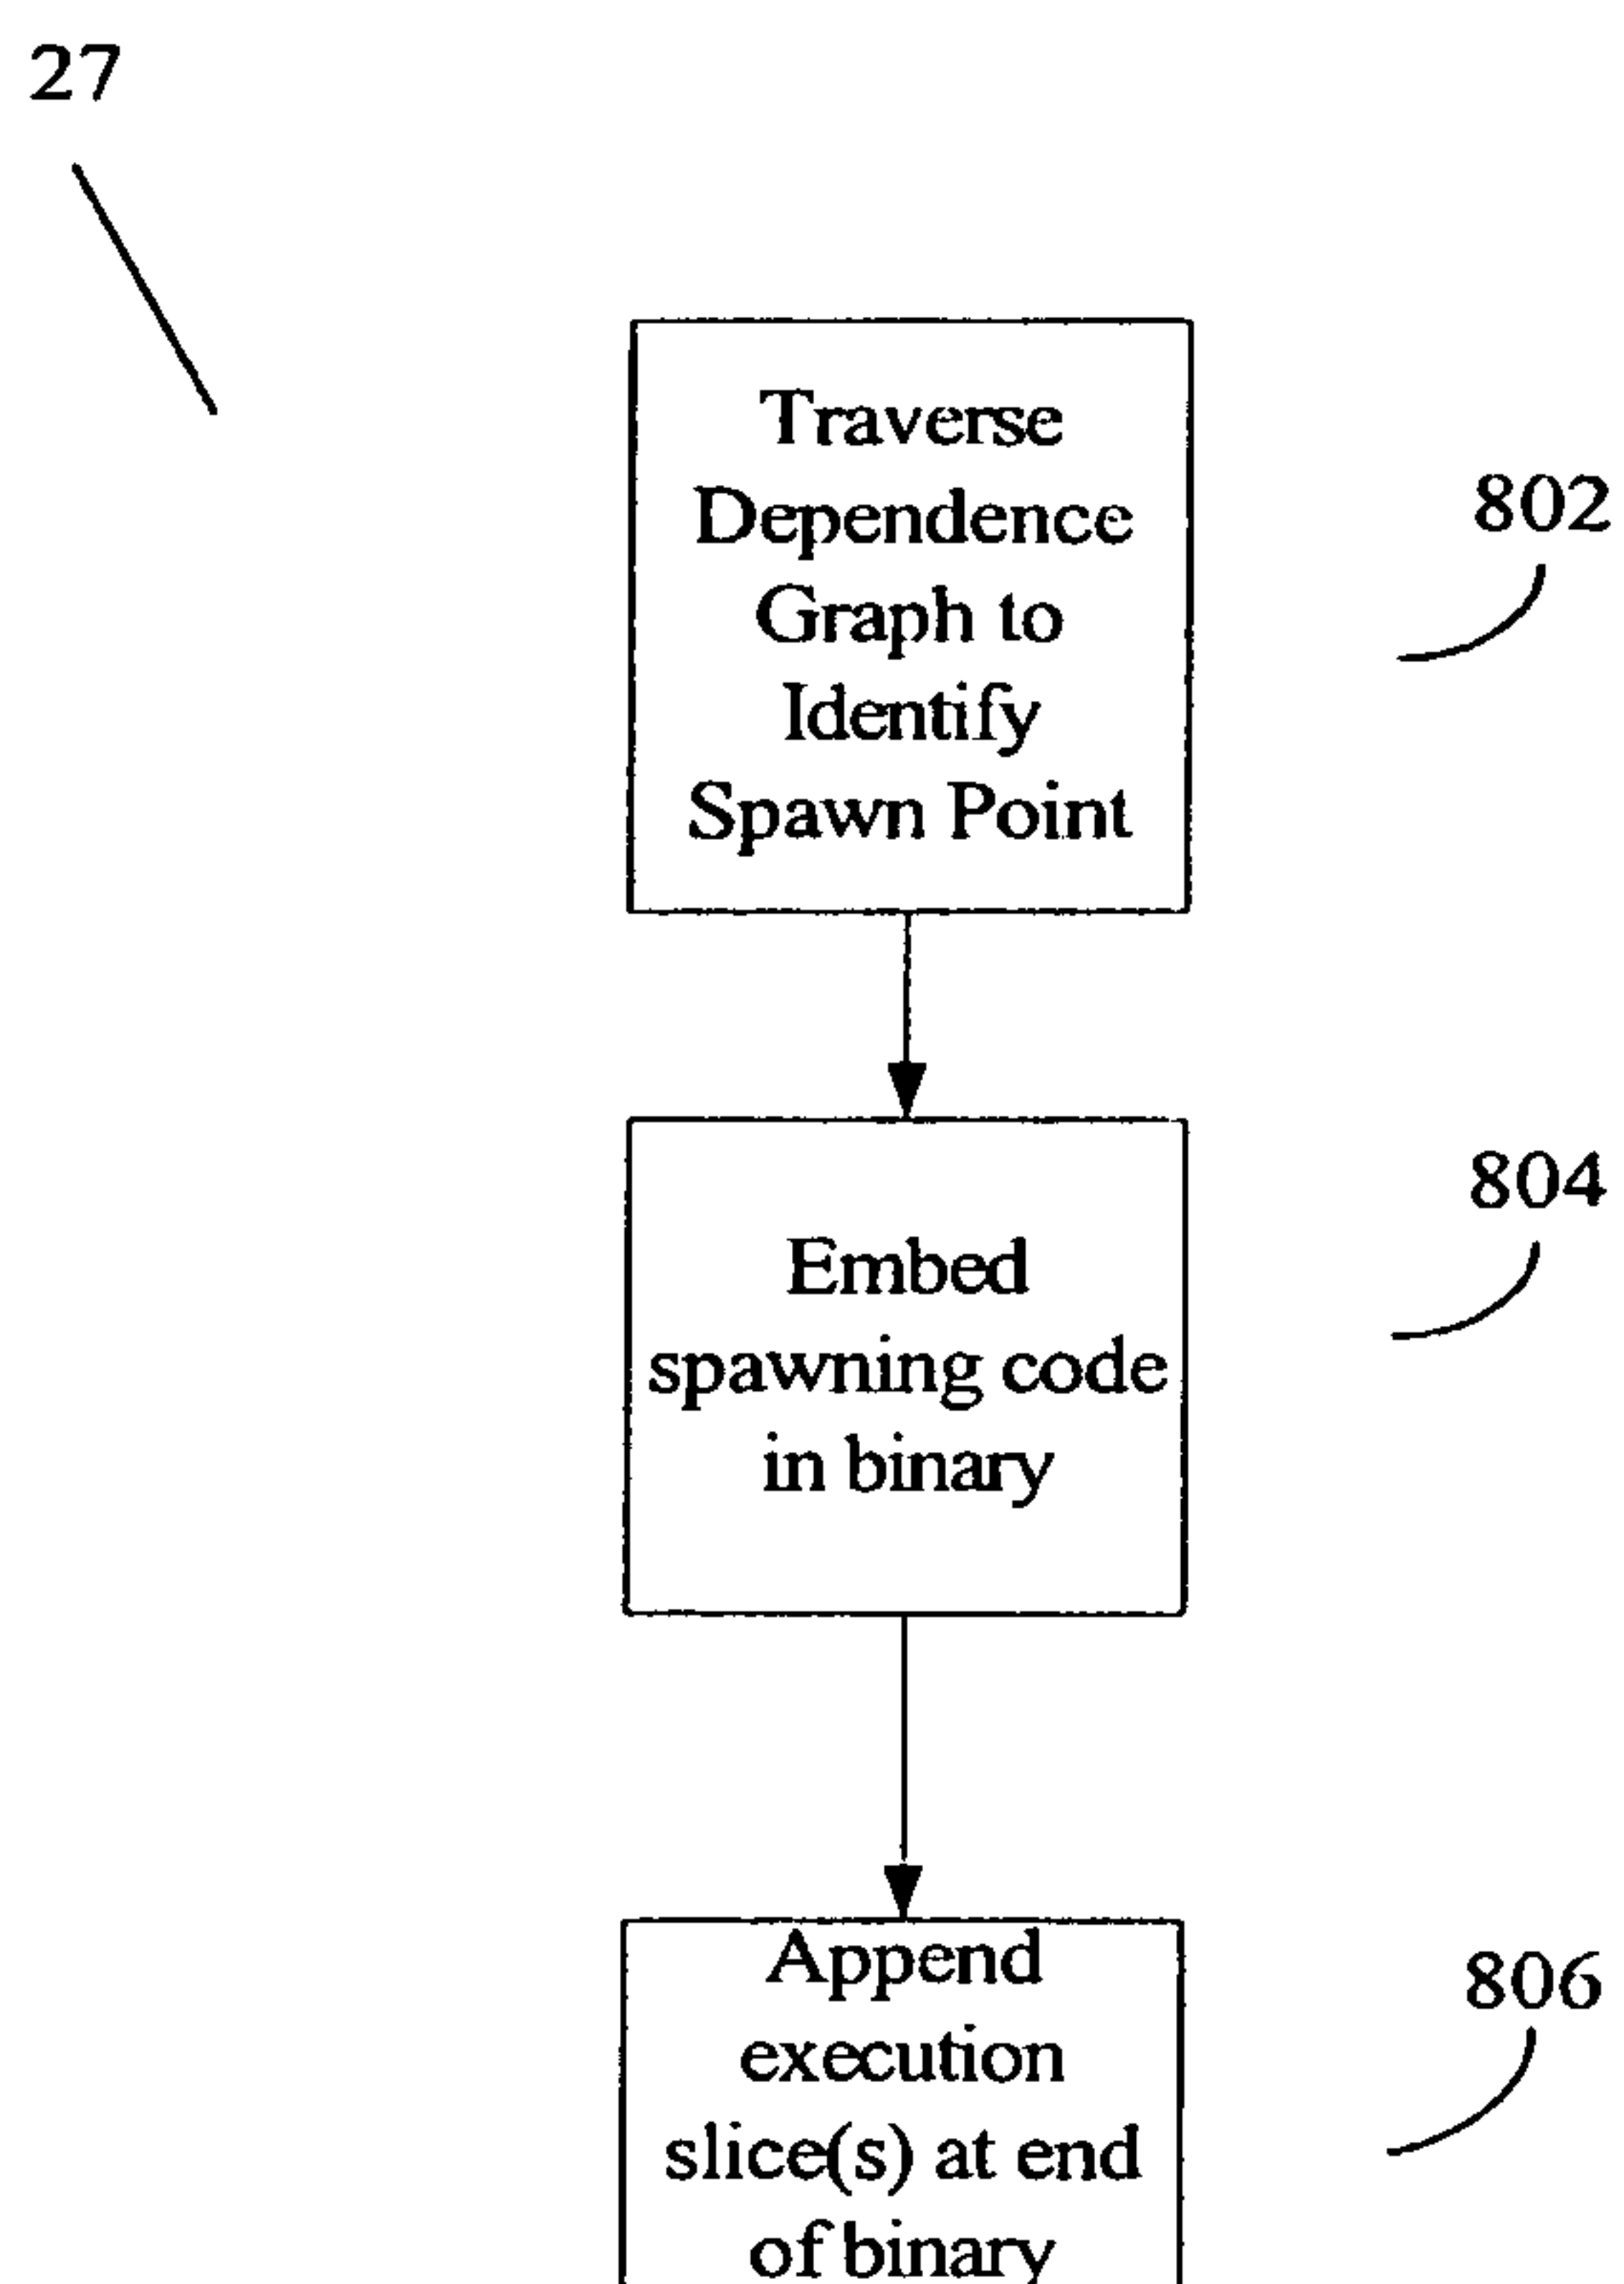 27
Traverse
Dependence
Graph to
Identify
Spawn Point
802
Embed
spawning code
in binary
804
Append
execution
slice(s) at end
of binary
806